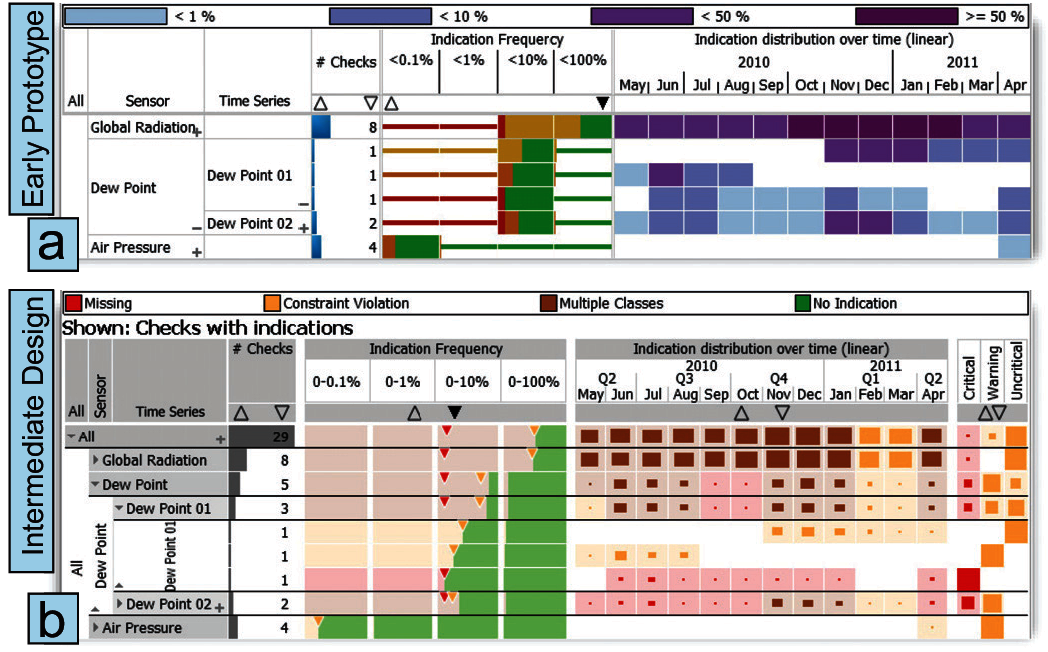 Early Prototype
a
< 1 %
< 10 %
< 50 %
>= 50 %
Indication Frequency
Indication distribution over time (linear)
# Checks
<0.1%
<1%
<10%
<100%
2010
2011
May
Jun
Jul
Aug
Sep
Oct
Nov
Dec
Jan
Feb
Mar
Apr
All
Sensor
Time Series
Global Radiation
+
8
1
Dew Point
Dew Point 01
1
−
1
−
Dew Point 02 +
2
Air Pressure
+
4
Intermediate Design
b
Missing
Constraint Violation
Multiple Classes
No Indication
Shown: Checks with indications
# Checks
Indication Frequency
Indication distribution over time (linear)
2010
2011
0-0.1%
0-1%
0-10%
0-100%
Q2
Q3
Q4
Q1
Q2
May
Jun
Jul
Aug
Sep
Oct
Nov
Dec
Jan
Feb
Mar
Apr
Critical
Warning
Uncritical
All
Sensor
Time Series
All
+
29
Global Radiation
8
Dew Point
5
Dew Point 01
3
All
Dew Point
Dew Point 01
1
1
1
Dew Point 02 +
2
Air Pressure
4